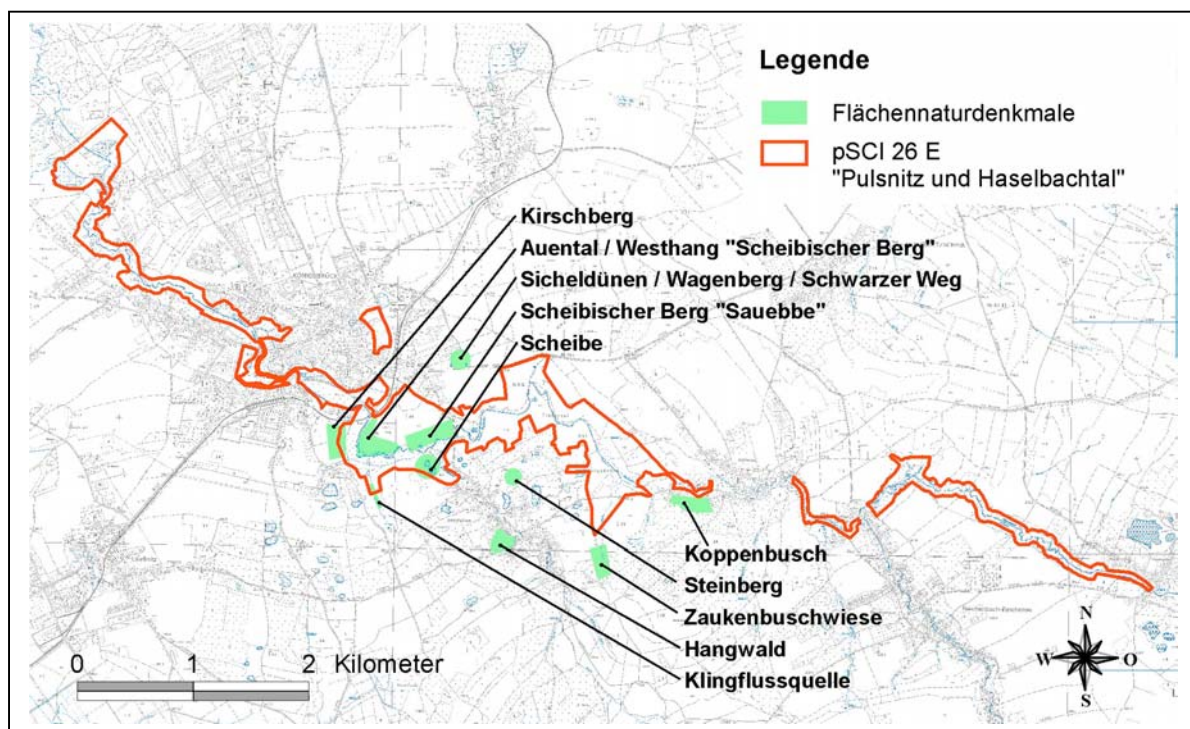 Legende
Flächennaturdenkmale
pSCI 26 E
"Pulsnitz und Haselbachtal"
Kirschberg
Auental / Westhang "Scheibischer Berg"
Sicheldünen / Wagenberg / Schwarzer Weg
Scheibischer Berg "Sauebbe"
Scheibe
Koppenbusch
Steinberg
Zaukenbuschwiese
Hangwald
Klingflussquelle
0 1 2 Kilometer
N
W O
S